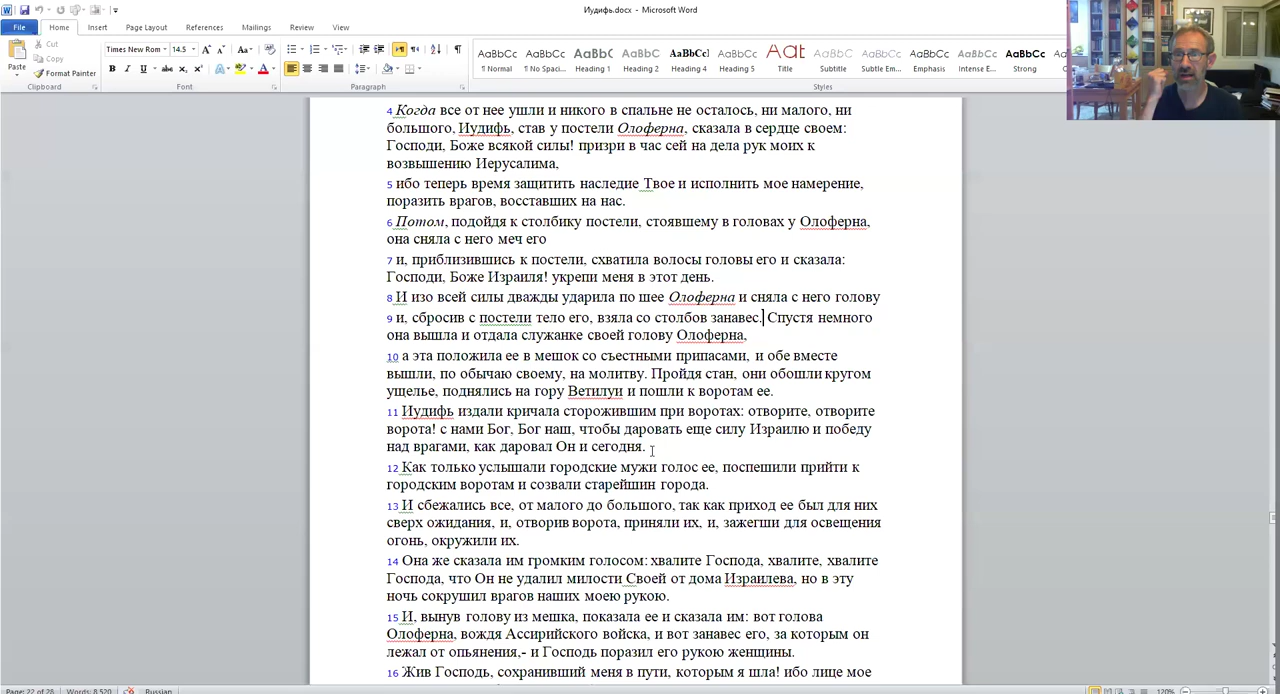 Иудифь.docx - Microsoft Word
File Home Insert Page Layout References Mailings Review View
Cut
Copy
Format Painter
Paste
Clipboard
Times New Rom 14.5
Font
Paragraph
AaBbCc AaBbCc AaBbC AaBbCc AaBbCc AaBbCc AaBbCc Aat AaBbCc AaBbCc AaBbCc AaBbCc AaBbCc
¶ Normal ¶ No Spaci... Heading 1 Heading 2 Heading 4 Heading 5 Title Subtitle Subtle Em... Emphasis Intense E... Strong
Styles
4 Когда все от нее ушли и никого в спальне не осталось, ни малого, ни
большого, Иудифь, став у постели Олоферна, сказала в сердце своем:
Господи, Боже всякой силы! призри в час сей на дела рук моих к
возвышению Иерусалима,
5 ибо теперь время защитить наследие Твое и исполнить мое намерение,
поразить врагов, восставших на нас.
6 Потом, подойдя к столбику постели, стоявшему в головах у Олоферна,
она сняла с него меч его
7 и, приблизившись к постели, схватила волосы головы его и сказала:
Господи, Боже Израиля! укрепи меня в этот день.
8 И изо всей силы дважды ударила по шее Олоферна и сняла с него голову
9 и, сбросив с постели тело его, взяла со столбов занавес. Спустя немного
она вышла и отдала служанке своей голову Олоферна,
10 а эта положила ее в мешок со съестными припасами, и обе вместе
вышли, по обычаю своему, на молитву. Пройдя стан, они обошли кругом
ущелье, поднялись на гору Ветилуи и пошли к воротам ее.
11 Иудифь издали кричала сторожившим при воротах: отворите, отворите
ворота! с нами Бог, Бог наш, чтобы даровать еще силу Израилю и победу
над врагами, как даровал Он и сегодня.
12 Как только услышали городские мужи голос ее, поспешили прийти к
городским воротам и созвали старейшин города.
13 И сбежались все, от малого до большого, так как приход ее был для них
сверх ожидания, и, отворив ворота, приняли их, и, зажегши для освещения
огонь, окружили их.
14 Она же сказала им громким голосом: хвалите Господа, хвалите, хвалите
Господа, что Он не удалил милости Своей от дома Израилева, но в эту
ночь сокрушил врагов наших моею рукою.
15 И, вынув голову из мешка, показала ее и сказала им: вот голова
Олоферна, вождя Ассирийского войска, и вот занавес его, за которым он
лежал от опьянения,- и Господь поразил его рукою женщины.
16 Жив Господь, сохранивший меня в пути, которым я шла! ибо лице мое
Page: 22 of 28 Words: 8,520 Russian 120%